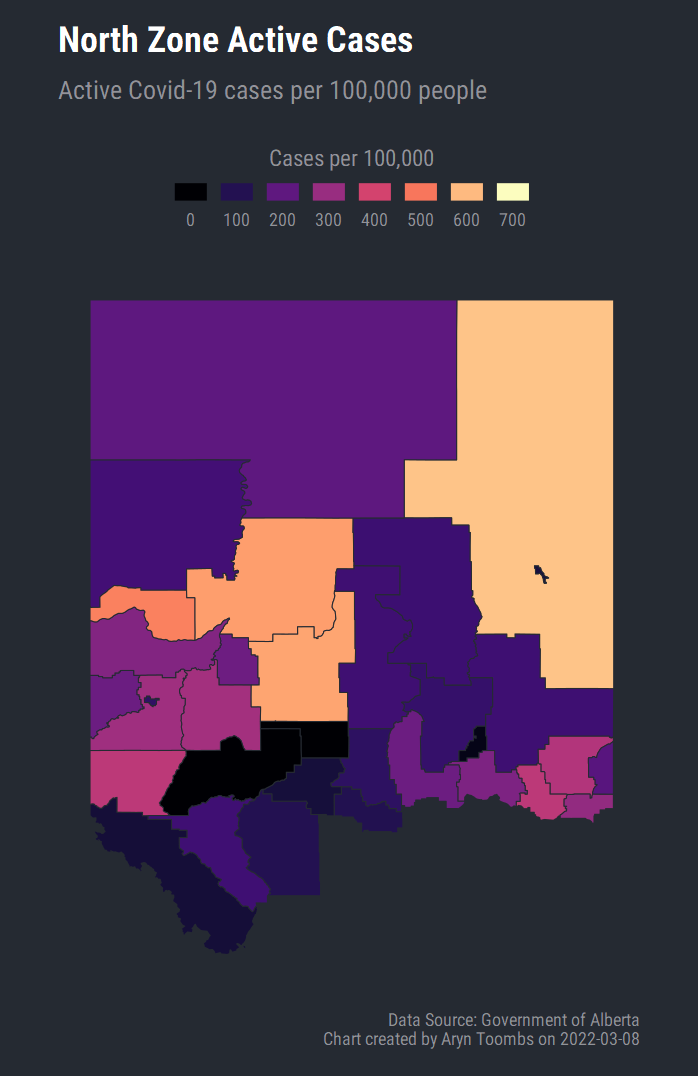 North Zone Active Cases
Active Covid-19 cases per 100,000 people
Cases per 100,000
0 100 200 300 400 500 600 700
Data Source: Government of Alberta
Chart created by Aryn Toombs on 2022-03-08